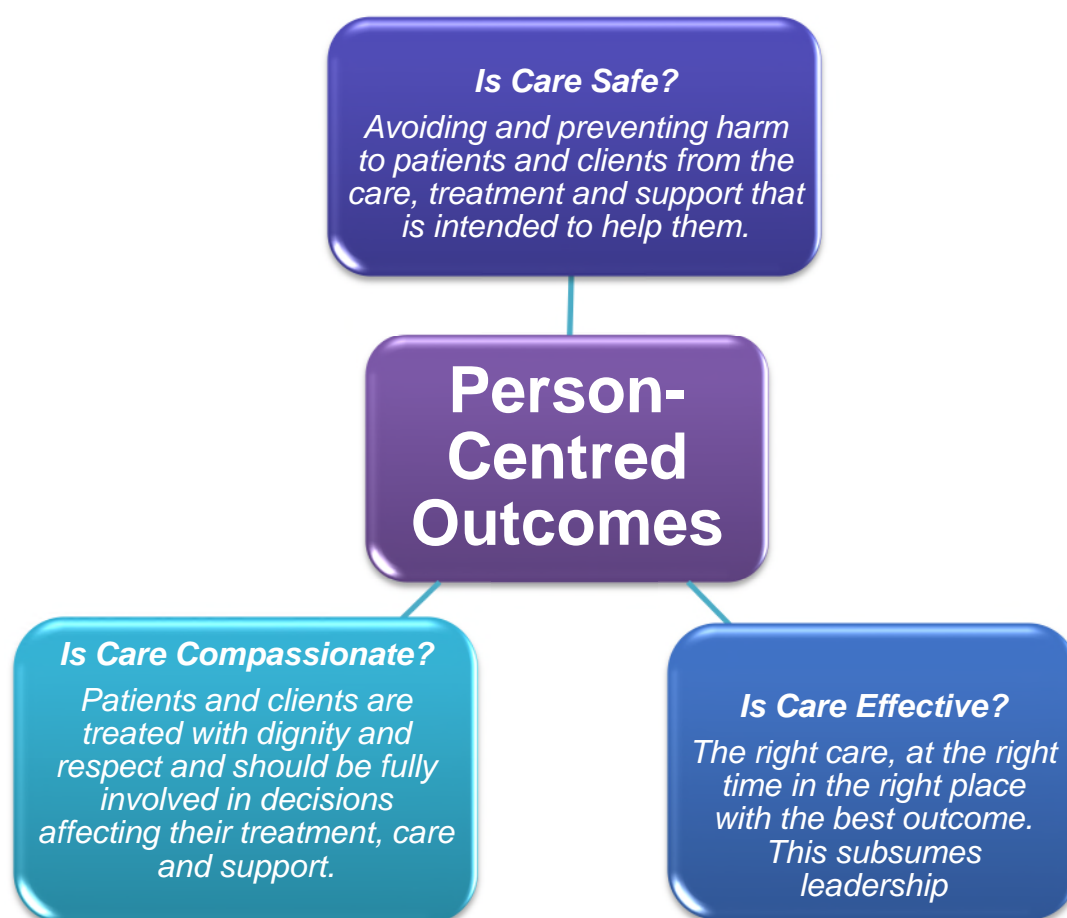 Is Care Safe?
Avoiding and preventing harm
to patients and clients from the
care, treatment and support that
is intended to help them.
Person-
Centred
Outcomes
Is Care Compassionate?
Patients and clients are
treated with dignity and
respect and should be fully
involved in decisions
affecting their treatment, care
and support.
Is Care Effective?
The right care, at the right
time in the right place
with the best outcome.
This subsumes
leadership